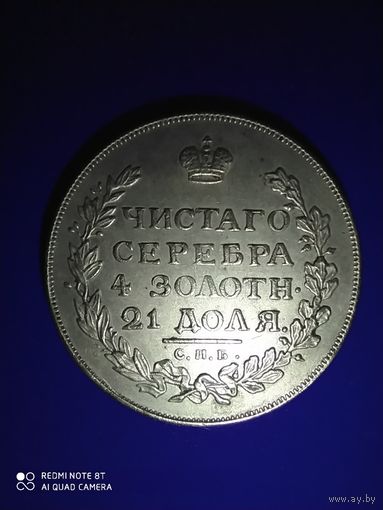 ЧИСТАГО
СЕРЕБРА
4 ЗОЛОТН.
21 ДОЛЯ.
С.П.Б.
REDMI NOTE 8T
AI QUAD CAMERA
www.ay.by